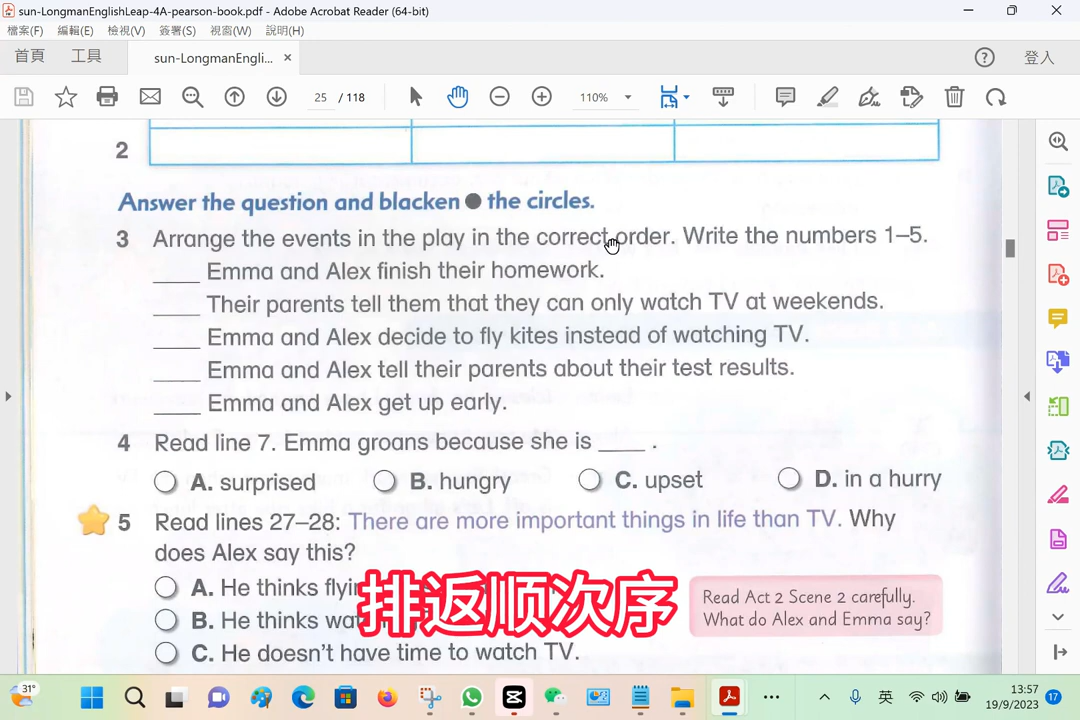 sun-LongmanEnglishLeap-4A-pearson-book.pdf - Adobe Acrobat Reader (64-bit)
檔案(F) 編輯(E) 檢視(V) 簽署(S) 視窗(W) 說明(H)
首頁 工具 sun-LongmanEngli... × 登入
25 / 118 110%
2
Answer the question and blacken ● the circles.
3 Arrange the events in the play in the correct order. Write the numbers 1–5.
____ Emma and Alex finish their homework.
____ Their parents tell them that they can only watch TV at weekends.
____ Emma and Alex decide to fly kites instead of watching TV.
____ Emma and Alex tell their parents about their test results.
____ Emma and Alex get up early.
4 Read line 7. Emma groans because she is ____ .
A. surprised B. hungry C. upset D. in a hurry
5 Read lines 27–28: There are more important things in life than TV. Why
does Alex say this?
A. He thinks
B. He thinks
C. He doesn't have time to watch TV.
排返顺次序
Read Act 2 Scene 2 carefully.
What do Alex and Emma say?
31°
英
13:57
19/9/2023
17